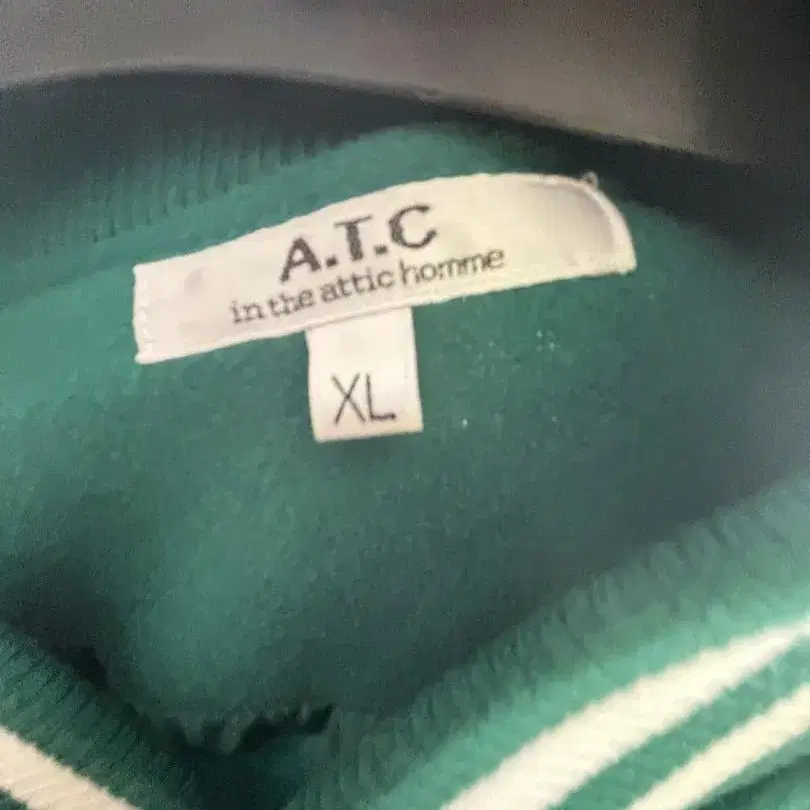 A.T.C
in the attic homme
XL